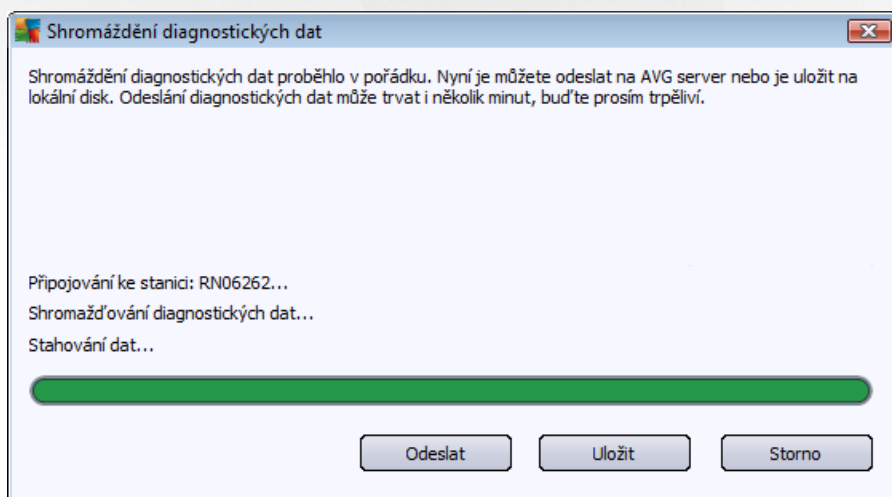 Shromáždění diagnostických dat
Shromáždění diagnostických dat proběhlo v pořádku. Nyní je můžete odeslat na AVG server nebo je uložit na
lokální disk. Odeslání diagnostických dat může trvat i několik minut, buďte prosím trpěliví.
Připojování ke stanici: RN06262...
Shromažďování diagnostických dat...
Stahování dat...
Odeslat Uložit Storno